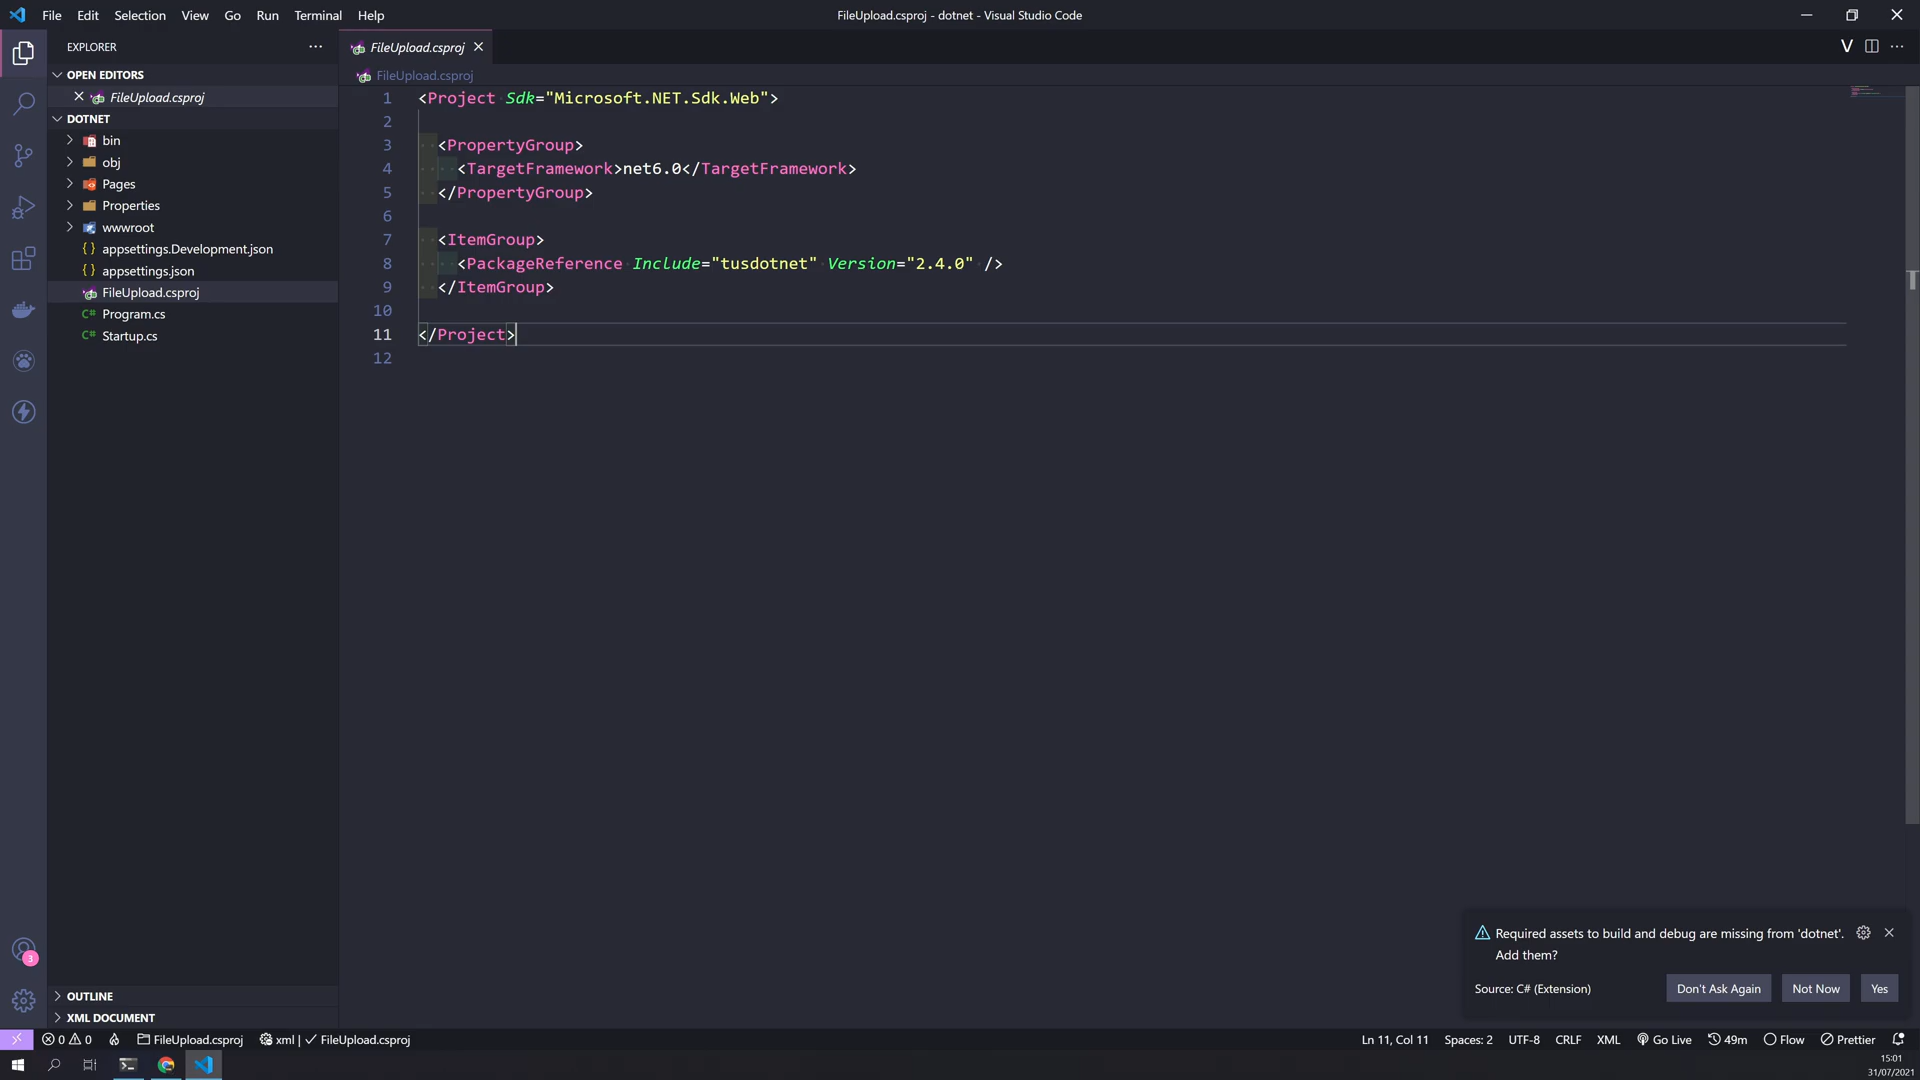 File Edit Selection View Go Run Terminal Help
FileUpload.csproj - dotnet - Visual Studio Code
EXPLORER
OPEN EDITORS
FileUpload.csproj
DOTNET
bin
obj
Pages
Properties
wwwroot
{} appsettings.Development.json
{} appsettings.json
FileUpload.csproj
C# Program.cs
C# Startup.cs
OUTLINE
XML DOCUMENT
3
FileUpload.csproj
V
FileUpload.csproj
1 <Project Sdk="Microsoft.NET.Sdk.Web">
2
3 <PropertyGroup>
4 <TargetFramework>net6.0</TargetFramework>
5 </PropertyGroup>
6
7 <ItemGroup>
8 <PackageReference Include="tusdotnet" Version="2.4.0" />
9 </ItemGroup>
10
11 </Project>
12
Required assets to build and debug are missing from 'dotnet'.
Add them?
Source: C# (Extension)
Don't Ask Again
Not Now
Yes
0 0 FileUpload.csproj xml | FileUpload.csproj
Ln 11, Col 11 Spaces: 2 UTF-8 CRLF XML Go Live 49m Flow Prettier
15:01
31/07/2021